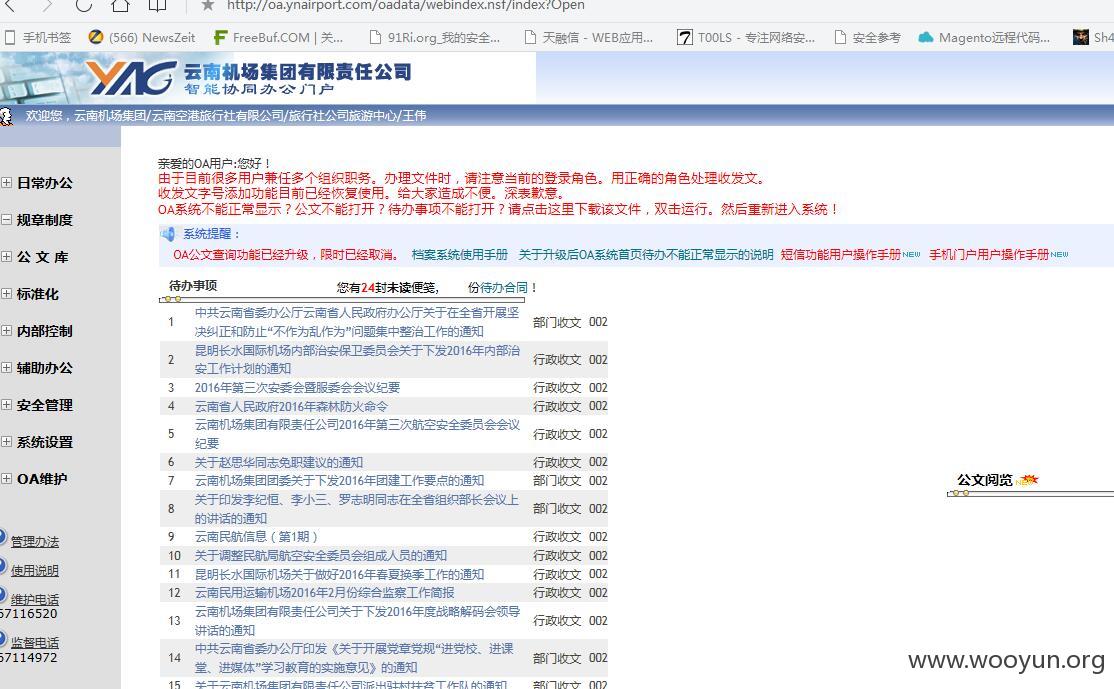 http://oa.ynairport.com/oadata/webindex.nsf/index?Open
手机书签 (566) NewsZeit FreeBuf.COM | 关... 91Ri.org_我的安全... 天融信 - WEB应用... T00LS - 专注网络安... 安全参考 Magento远程代码... Sh4
YAG 云南机场集团有限责任公司
智能协同办公门户
欢迎您，云南机场集团/云南空港旅行社有限公司/旅行社公司旅游中心/王伟
日常办公
规章制度
公 文 库
标准化
内部控制
辅助办公
安全管理
系统设置
OA维护
管理办法
使用说明
维护电话
67116520
监督电话
67114972
亲爱的OA用户:您好！
由于目前很多用户兼任多个组织职务。办理文件时，请注意当前的登录角色。用正确的角色处理收发文。
收发文字号添加功能目前已经恢复使用。给大家造成不便。深表歉意。
OA系统不能正常显示？公文不能打开？待办事项不能打开？请点击这里下载该文件，双击运行。然后重新进入系统！
系统提醒：
OA公文查询功能已经升级，限时已经取消。 档案系统使用手册 关于升级后OA系统首页待办不能正常显示的说明 短信功能用户操作手册NEW 手机门户用户操作手册NEW
待办事项 您有24封未读便笺， 份待办合同！
1 中共云南省委办公厅云南省人民政府办公厅关于在全省开展坚决纠正和防止“不作为乱作为”问题集中整治工作的通知 部门收文 002
2 昆明长水国际机场内部治安保卫委员会关于下发2016年内部治安工作计划的通知 行政收文 002
3 2016年第三次安委会暨服委会会议纪要 行政收文 002
4 云南省人民政府2016年森林防火命令 行政收文 002
5 云南机场集团有限责任公司2016年第三次航空安全委员会会议纪要 行政收文 002
6 关于赵思华同志免职建议的通知 行政收文 002
7 云南机场集团团委关于下发2016年团建工作要点的通知 部门收文 002
8 关于印发李纪恒、李小三、罗志明同志在全省组织部长会议上的讲话的通知 部门收文 002
9 云南民航信息（第1期） 行政收文 002
10 关于调整民航局航空安全委员会组成人员的通知 行政收文 002
11 昆明长水国际机场关于做好2016年春夏换季工作的通知 行政收文 002
12 云南民用运输机场2016年2月份综合监察工作简报 行政收文 002
13 云南机场集团有限责任公司关于下发2016年度战略解码会领导讲话的通知 行政收文 002
14 中共云南省委办公厅印发《关于开展党章党规“进党校、进课堂、进媒体”学习教育的实施意见》的通知 部门收文 002
15 关于云南机场集团有限责任公司派出驻村扶贫工作队的通知 部门收文 002
公文阅览 NEW
www.wooyun.org